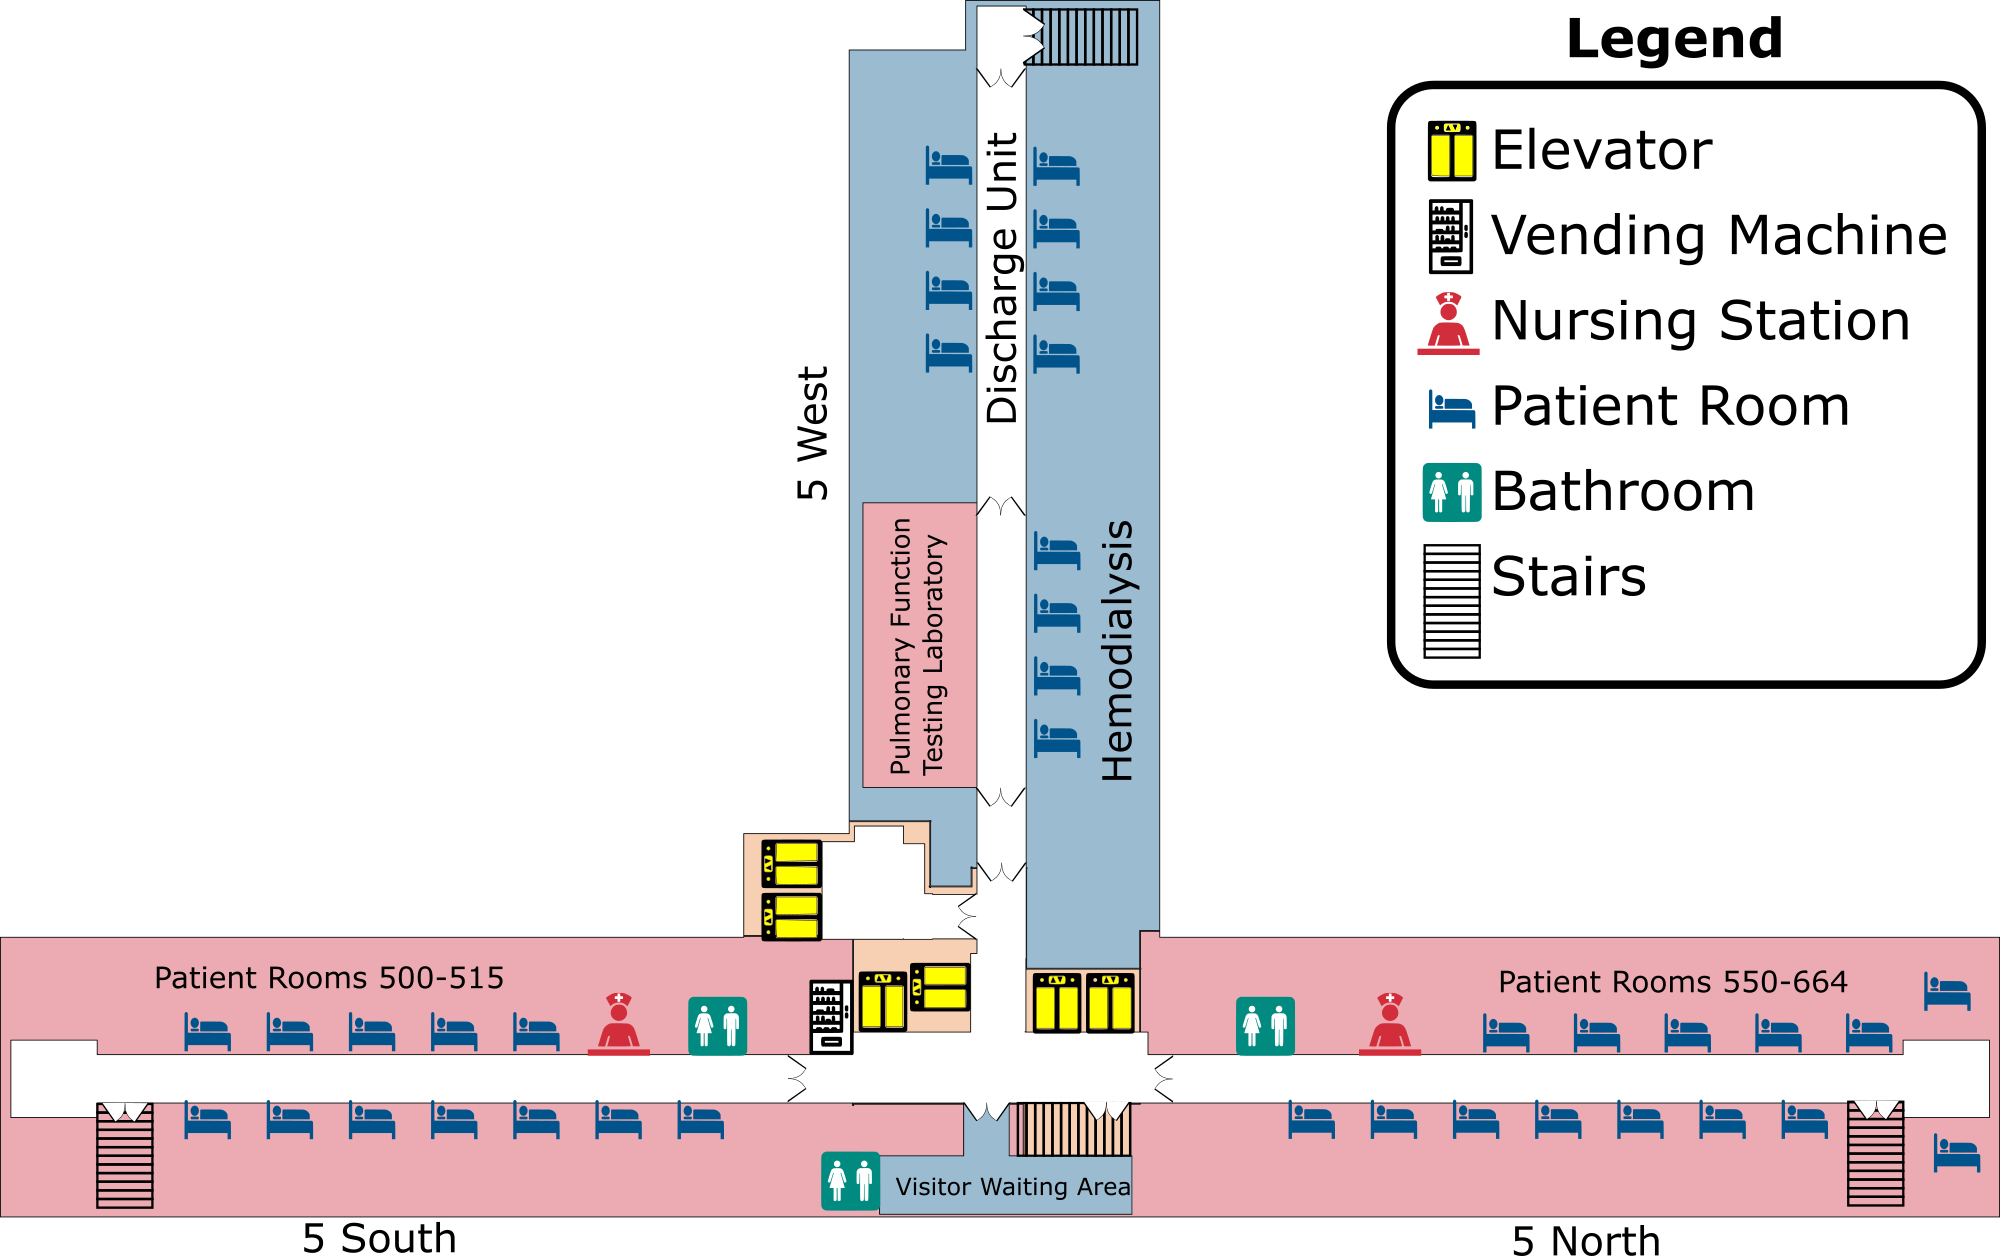 Legend
Elevator
Vending Machine
Nursing Station
Patient Room
Bathroom
Stairs
Discharge Unit
5 West
Pulmonary Function
Testing Laboratory
Hemodialysis
Patient Rooms 500-515
Patient Rooms 550-664
Visitor Waiting Area
5 South
5 North